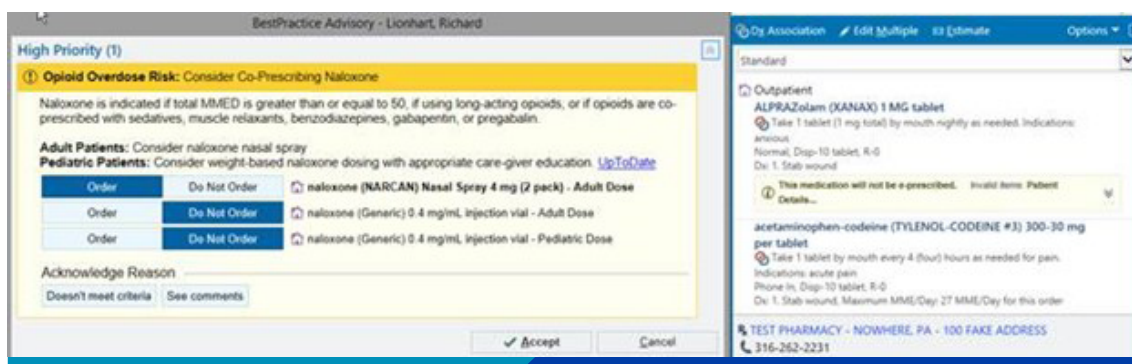 BestPractice Advisory - Lionhart, Richard
High Priority (1)
Opioid Overdose Risk: Consider Co-Prescribing Naloxone
Naloxone is indicated if total MMED is greater than or equal to 50, if using long-acting opioids, or if opioids are co-
prescribed with sedatives, muscle relaxants, benzodiazepines, gabapentin, or pregabalin.
Adult Patients: Consider naloxone nasal spray
Pediatric Patients: Consider weight-based naloxone dosing with appropriate care-giver education. UpToDate
Order Do Not Order naloxone (NARCAN) Nasal Spray 4 mg (2 pack) - Adult Dose
Order Do Not Order naloxone (Generic) 0.4 mg/mL injection vial - Adult Dose
Order Do Not Order naloxone (Generic) 0.4 mg/mL injection vial - Pediatric Dose
Acknowledge Reason
Doesn't meet criteria See comments
Accept Cancel
Dx Association Edit Multiple Estimate Options
Standard
Outpatient
ALPRAZolam (XANAX) 1 MG tablet
Take 1 tablet (1 mg total) by mouth nightly as needed. Indications:
anxious
Normal, Disp-10 tablet, R-0
Dx: 1. Stab wound
This medication will not be e-prescribed. Invalid items: Patient
Details...
acetaminophen-codeine (TYLENOL-CODEINE #3) 300-30 mg
per tablet
Take 1 tablet by mouth every 4 (four) hours as needed for pain.
Indications: acute pain
Phone In, Disp-10 tablet, R-0
Dx: 1. Stab wound, Maximum MME/Day: 27 MME/Day for this order
TEST PHARMACY - NOWHERE, PA - 100 FAKE ADDRESS
316-262-2231